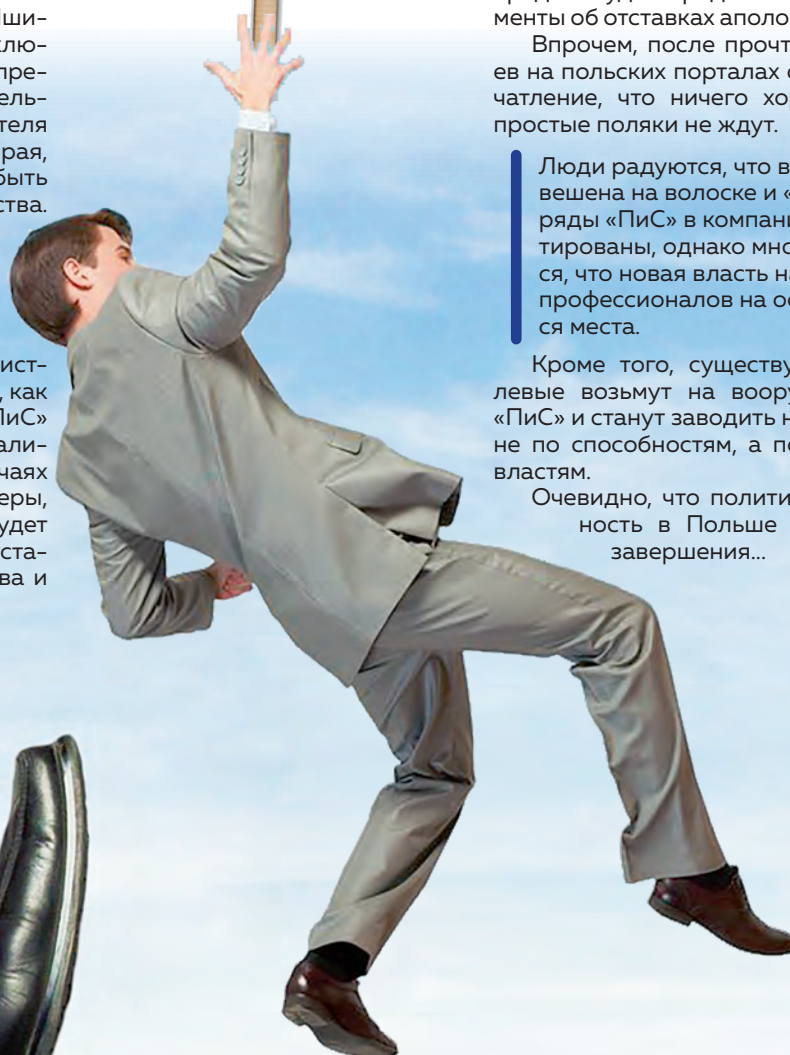 ши-
клю-
пре-
ель-
теля
рая,
быть
ства.
ист-
, как
ПиС»
али-
чаях
еры,
удет
ста-
ва и
менты об отставках аполо
Впрочем, после прочт
ев на польских порталах с
чатление, что ничего хор
простые поляки не ждут.
Люди радуются, что в
вешена на волоске и «
ряды «ПиС» в компани
тированы, однако мно
ся, что новая власть на
профессионалов на ос
ся места.
Кроме того, существу
левые возьмут на воору
«ПиС» и станут заводить н
не по способностям, а по
властям.
Очевидно, что полити
ность в Польше
завершения...